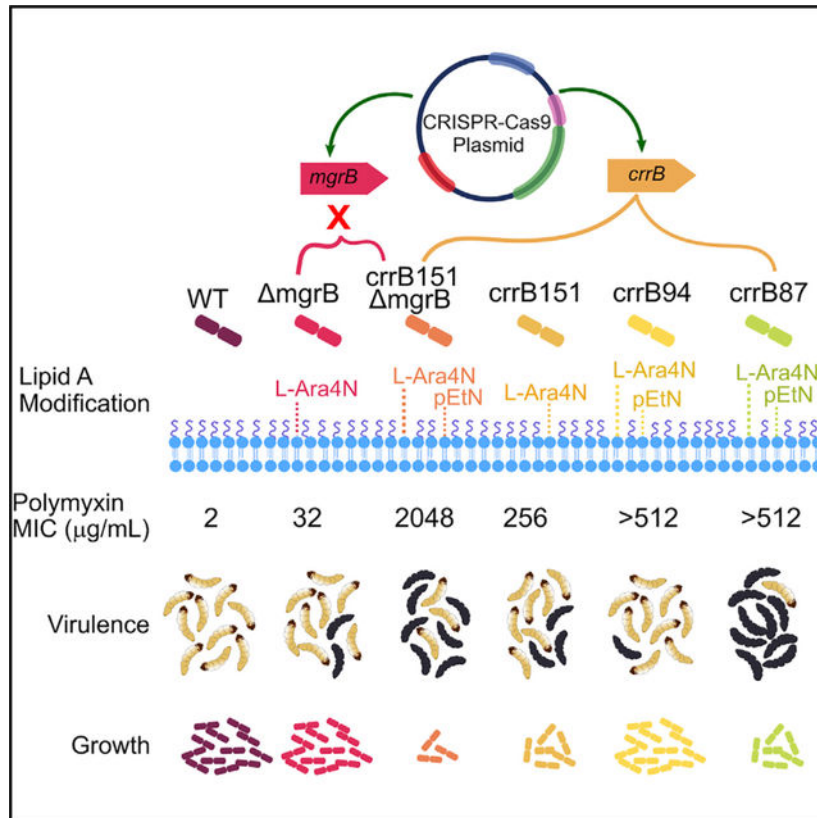 CRISPR-Cas9
Plasmid
mgrB
crrB
X
WT
ΔmgrB
crrB151
ΔmgrB
crrB151
crrB94
crrB87
Lipid A
Modification
L-Ara4N
L-Ara4N
pEtN
L-Ara4N
L-Ara4N
pEtN
L-Ara4N
pEtN
Polymyxin
MIC (μg/mL)
2
32
2048
256
>512
>512
Virulence
Growth